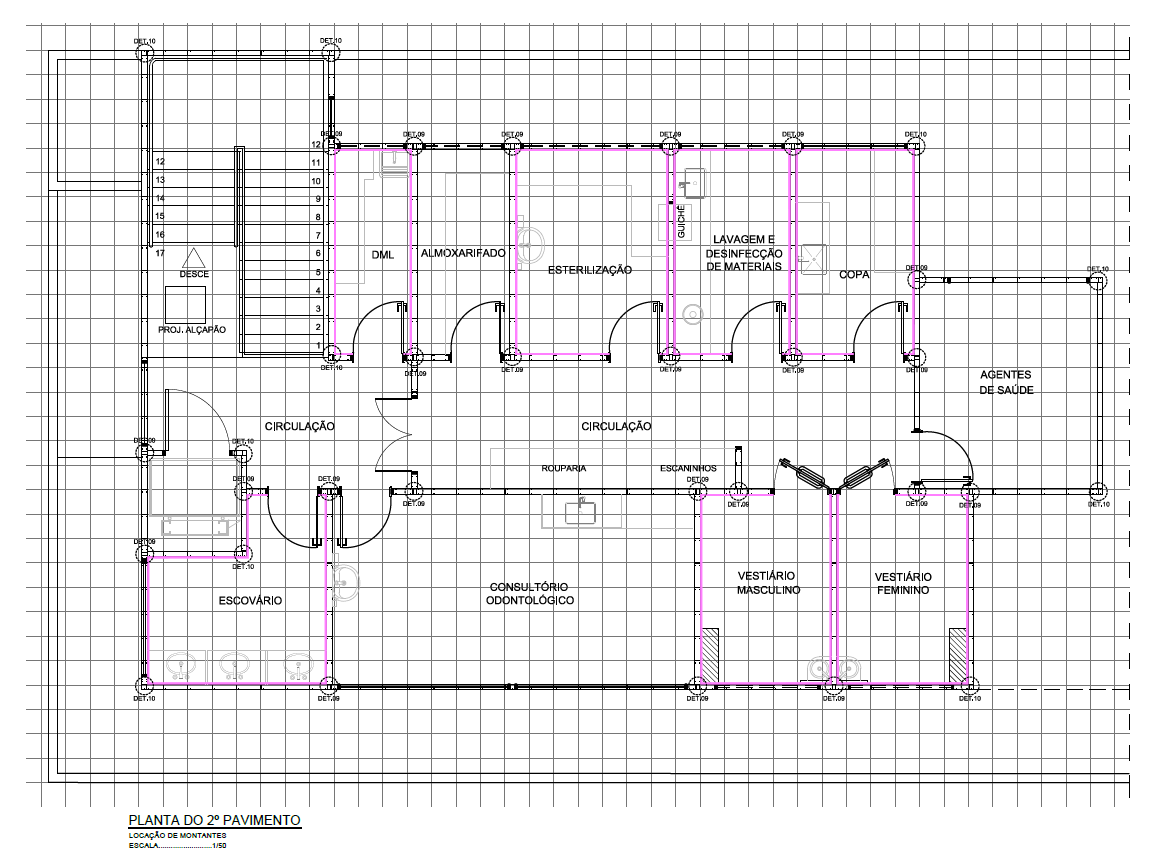 DET.10 DET.10
DET.09 DET.09 DET.09 DET.09 DET.09 DET.10
12
12 11
13 10
14 9
15 8
16 7
17 6
5
4
3
2
1
DESCE
PROJ. ALÇAPÃO
DML
ALMOXARIFADO
ESTERILIZAÇÃO
GUICHÊ
LAVAGEM E
DESINFECÇÃO
DE MATERIAIS
COPA
DET.09 DET.10
DET.10 DET.09 DET.09 DET.09 DET.09 DET.09
AGENTES
DE SAÚDE
CIRCULAÇÃO
CIRCULAÇÃO
DET.09 DET.10
ROUPARIA
ESCANINHOS
DET.09 DET.09 DET.09
DET.09 DET.09 DET.09 DET.09 DET.10
DET.09
DET.10
ESCOVÁRIO
CONSULTÓRIO
ODONTOLÓGICO
VESTIÁRIO
MASCULINO
VESTIÁRIO
FEMININO
DET.10 DET.09 DET.09 DET.09 DET.10
PLANTA DO 2º PAVIMENTO
LOCAÇÃO DE MONTANTES
ESCALA..........................1/50